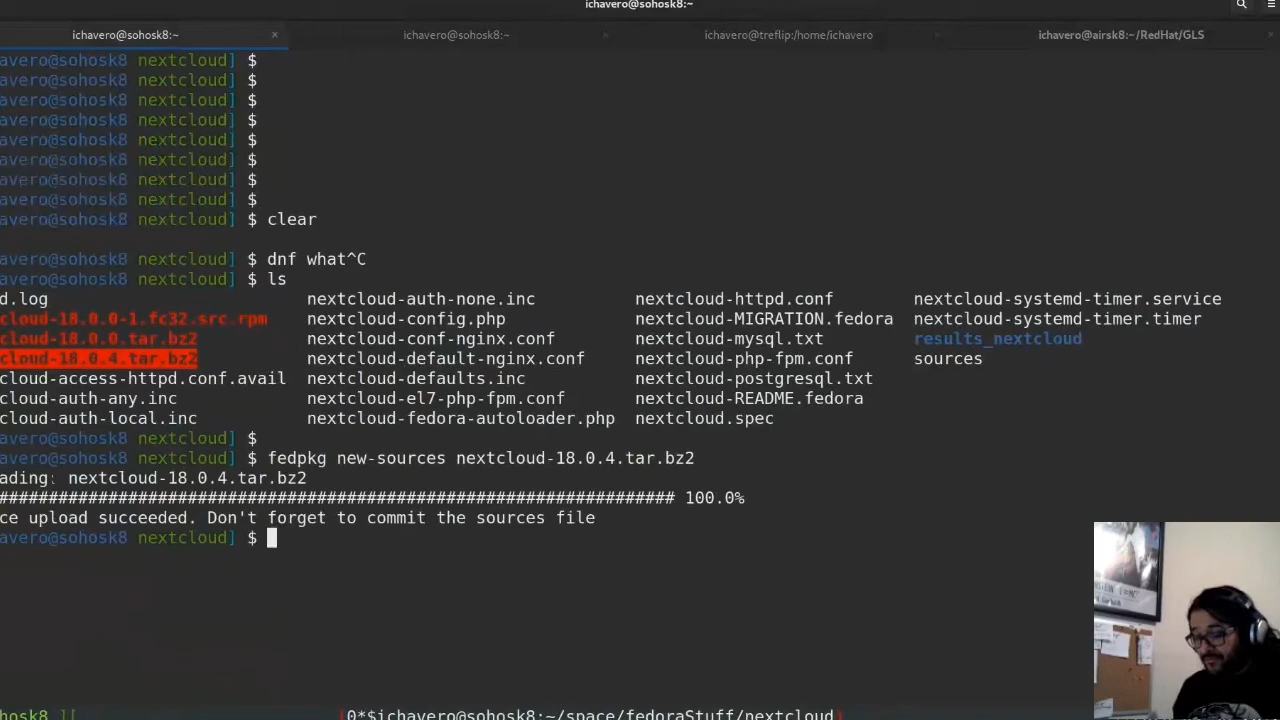 ichavero@sohosk8:~
ichavero@sohosk8:~ × ichavero@sohosk8:~ × ichavero@treflip:/home/ichavero × ichavero@airsk8:~/RedHat/GLS ×
avero@sohosk8 nextcloud] $
avero@sohosk8 nextcloud] $
avero@sohosk8 nextcloud] $
avero@sohosk8 nextcloud] $
avero@sohosk8 nextcloud] $
avero@sohosk8 nextcloud] $
avero@sohosk8 nextcloud] $
avero@sohosk8 nextcloud] $
avero@sohosk8 nextcloud] $ clear
avero@sohosk8 nextcloud] $ dnf what^C
avero@sohosk8 nextcloud] $ ls
d.log nextcloud-auth-none.inc nextcloud-httpd.conf nextcloud-systemd-timer.service
cloud-18.0.0-1.fc32.src.rpm nextcloud-config.php nextcloud-MIGRATION.fedora nextcloud-systemd-timer.timer
cloud-18.0.0.tar.bz2 nextcloud-conf-nginx.conf nextcloud-mysql.txt results_nextcloud
cloud-18.0.4.tar.bz2 nextcloud-default-nginx.conf nextcloud-php-fpm.conf sources
cloud-access-httpd.conf.avail nextcloud-defaults.inc nextcloud-postgresql.txt
cloud-auth-any.inc nextcloud-el7-php-fpm.conf nextcloud-README.fedora
cloud-auth-local.inc nextcloud-fedora-autoloader.php nextcloud.spec
avero@sohosk8 nextcloud] $
avero@sohosk8 nextcloud] $ fedpkg new-sources nextcloud-18.0.4.tar.bz2
ading: nextcloud-18.0.4.tar.bz2
#################################################################### 100.0%
ce upload succeeded. Don't forget to commit the sources file
avero@sohosk8 nextcloud] $
hosk8 ][ [0*$ichavero@sohosk8:~/space/fedoraStuff/nextcloud]